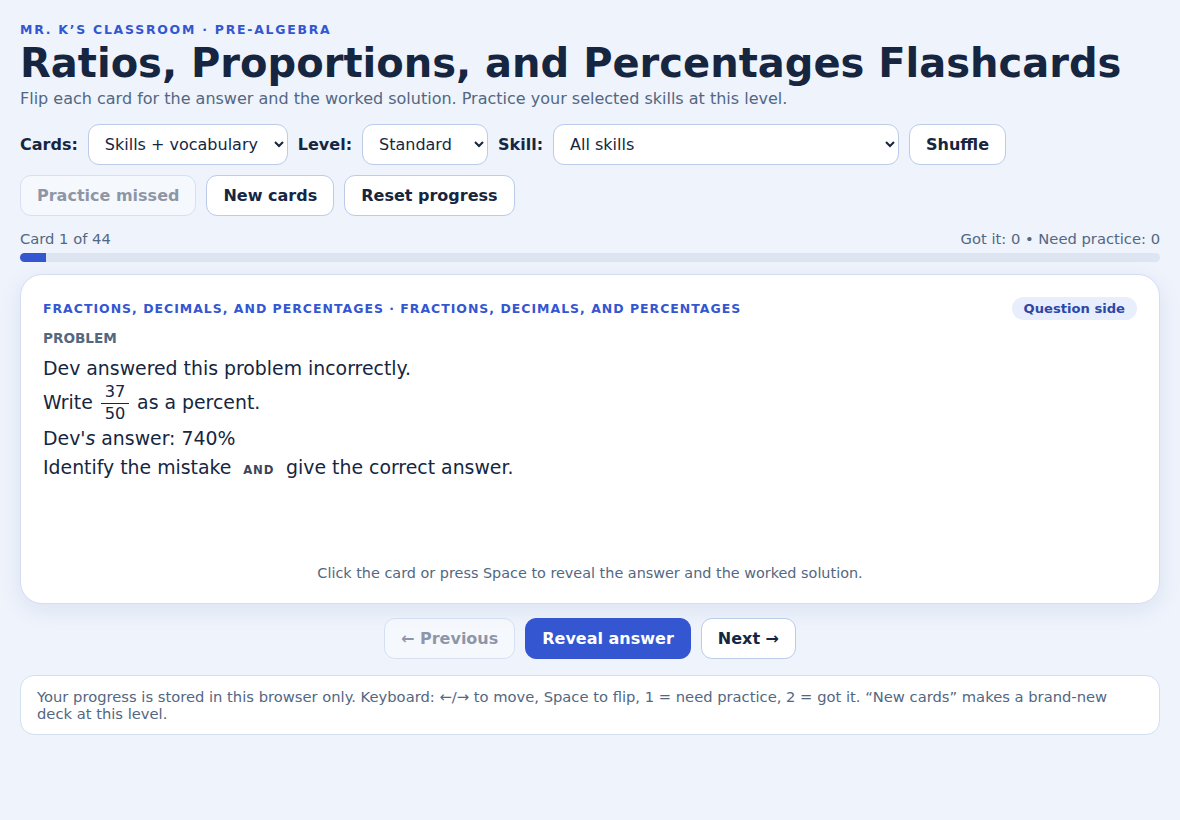 MR. K’S CLASSROOM · PRE-ALGEBRA
Ratios, Proportions, and Percentages Flashcards
Flip each card for the answer and the worked solution. Practice your selected skills at this level.
Cards: Skills + vocabulary Level: Standard Skill: All skills Shuffle
Practice missed New cards Reset progress
Card 1 of 44 Got it: 0 • Need practice: 0
FRACTIONS, DECIMALS, AND PERCENTAGES · FRACTIONS, DECIMALS, AND PERCENTAGES Question side
PROBLEM
Dev answered this problem incorrectly.
Write 37/50 as a percent.
Dev's answer: 740%
Identify the mistake AND give the correct answer.
Click the card or press Space to reveal the answer and the worked solution.
← Previous Reveal answer Next →
Your progress is stored in this browser only. Keyboard: ←/→ to move, Space to flip, 1 = need practice, 2 = got it. “New cards” makes a brand-new
deck at this level.